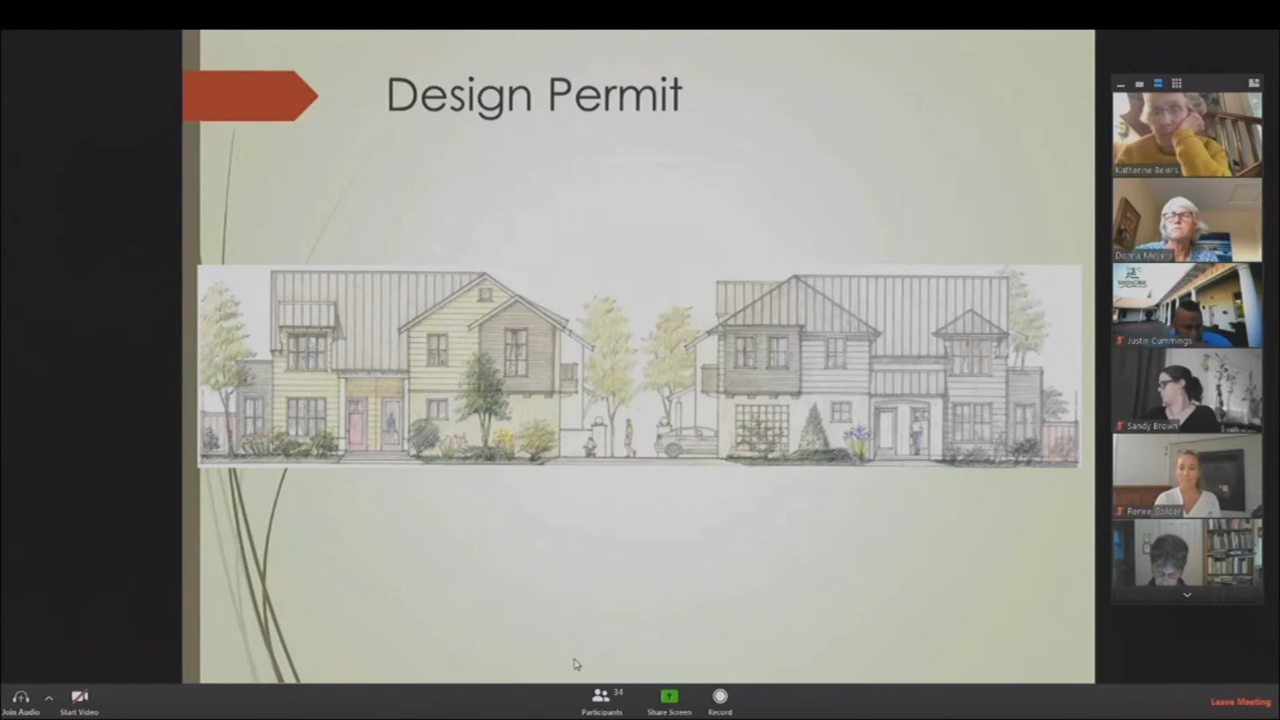 Design Permit
Katherine Beiers
Donna Meyers
Justin Cummings
Sandy Brown
Renee Golder
Join Audio
Start Video
34
Participants
Share Screen
Record
Leave Meeting